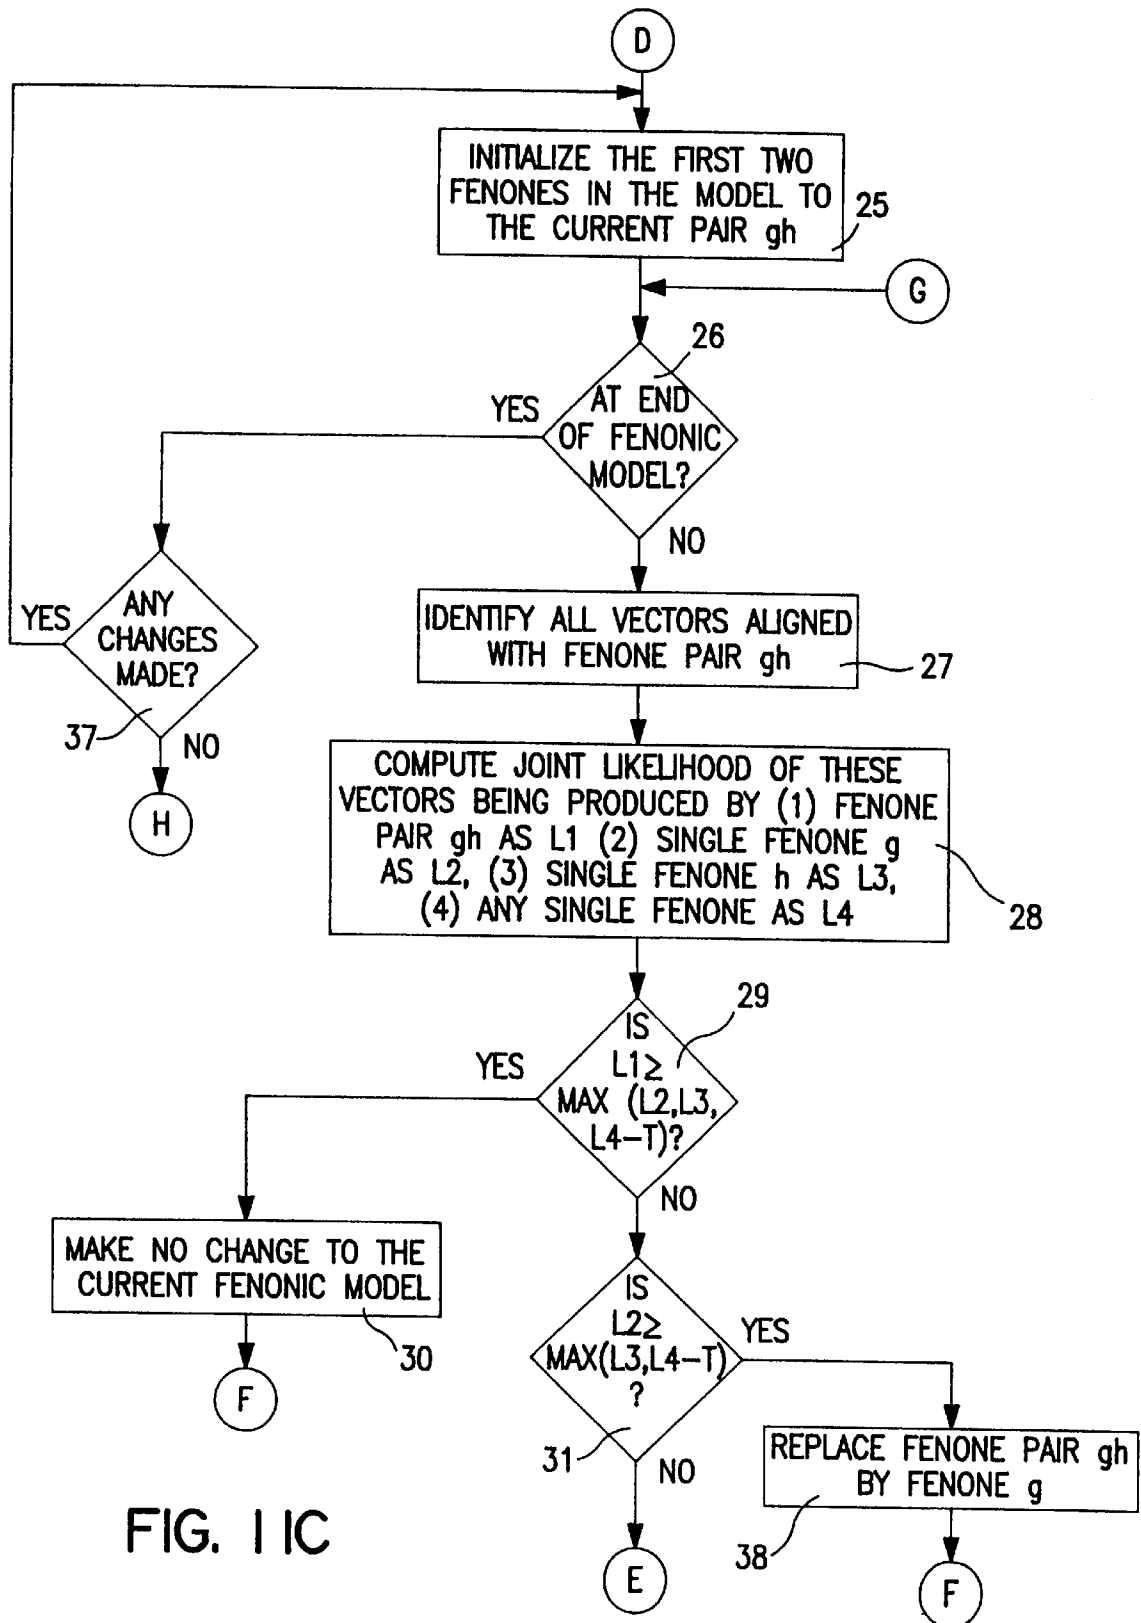 D
INITIALIZE THE FIRST TWO
FENONES IN THE MODEL TO
THE CURRENT PAIR gh
25
G
26
AT END
OF FENONIC
MODEL?
YES
NO
ANY
CHANGES
MADE?
YES
37
NO
H
IDENTIFY ALL VECTORS ALIGNED
WITH FENONE PAIR gh
27
COMPUTE JOINT LIKELIHOOD OF THESE
VECTORS BEING PRODUCED BY (1) FENONE
PAIR gh AS L1 (2) SINGLE FENONE g
AS L2, (3) SINGLE FENONE h AS L3,
(4) ANY SINGLE FENONE AS L4
28
29
IS
L1≥
MAX (L2,L3,
L4-T)?
YES
NO
MAKE NO CHANGE TO THE
CURRENT FENONIC MODEL
30
F
IS
L2≥
MAX(L3,L4-T)
?
YES
31
NO
E
REPLACE FENONE PAIR gh
BY FENONE g
38
F
FIG. 11C